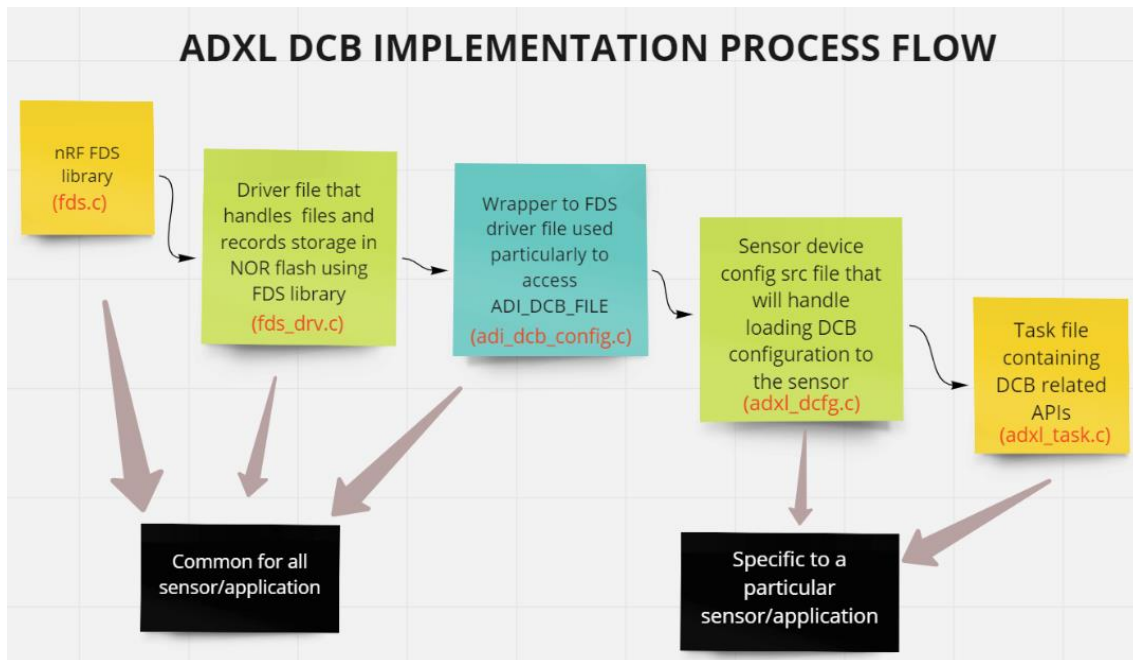 ADXL DCB IMPLEMENTATION PROCESS FLOW
nRF FDS
library
(fds.c)
Driver file that
handles files and
records storage in
NOR flash using
FDS library
(fds_drv.c)
Wrapper to FDS
driver file used
particularly to
access
ADI_DCB_FILE
(adi_dcb_config.c)
Sensor device
config src file that
will handle
loading DCB
configuration to
the sensor
(adxl_dcfg.c)
Task file
containing
DCB related
APIs
(adxl_task.c)
Common for all
sensor/application
Specific to a
particular
sensor/application